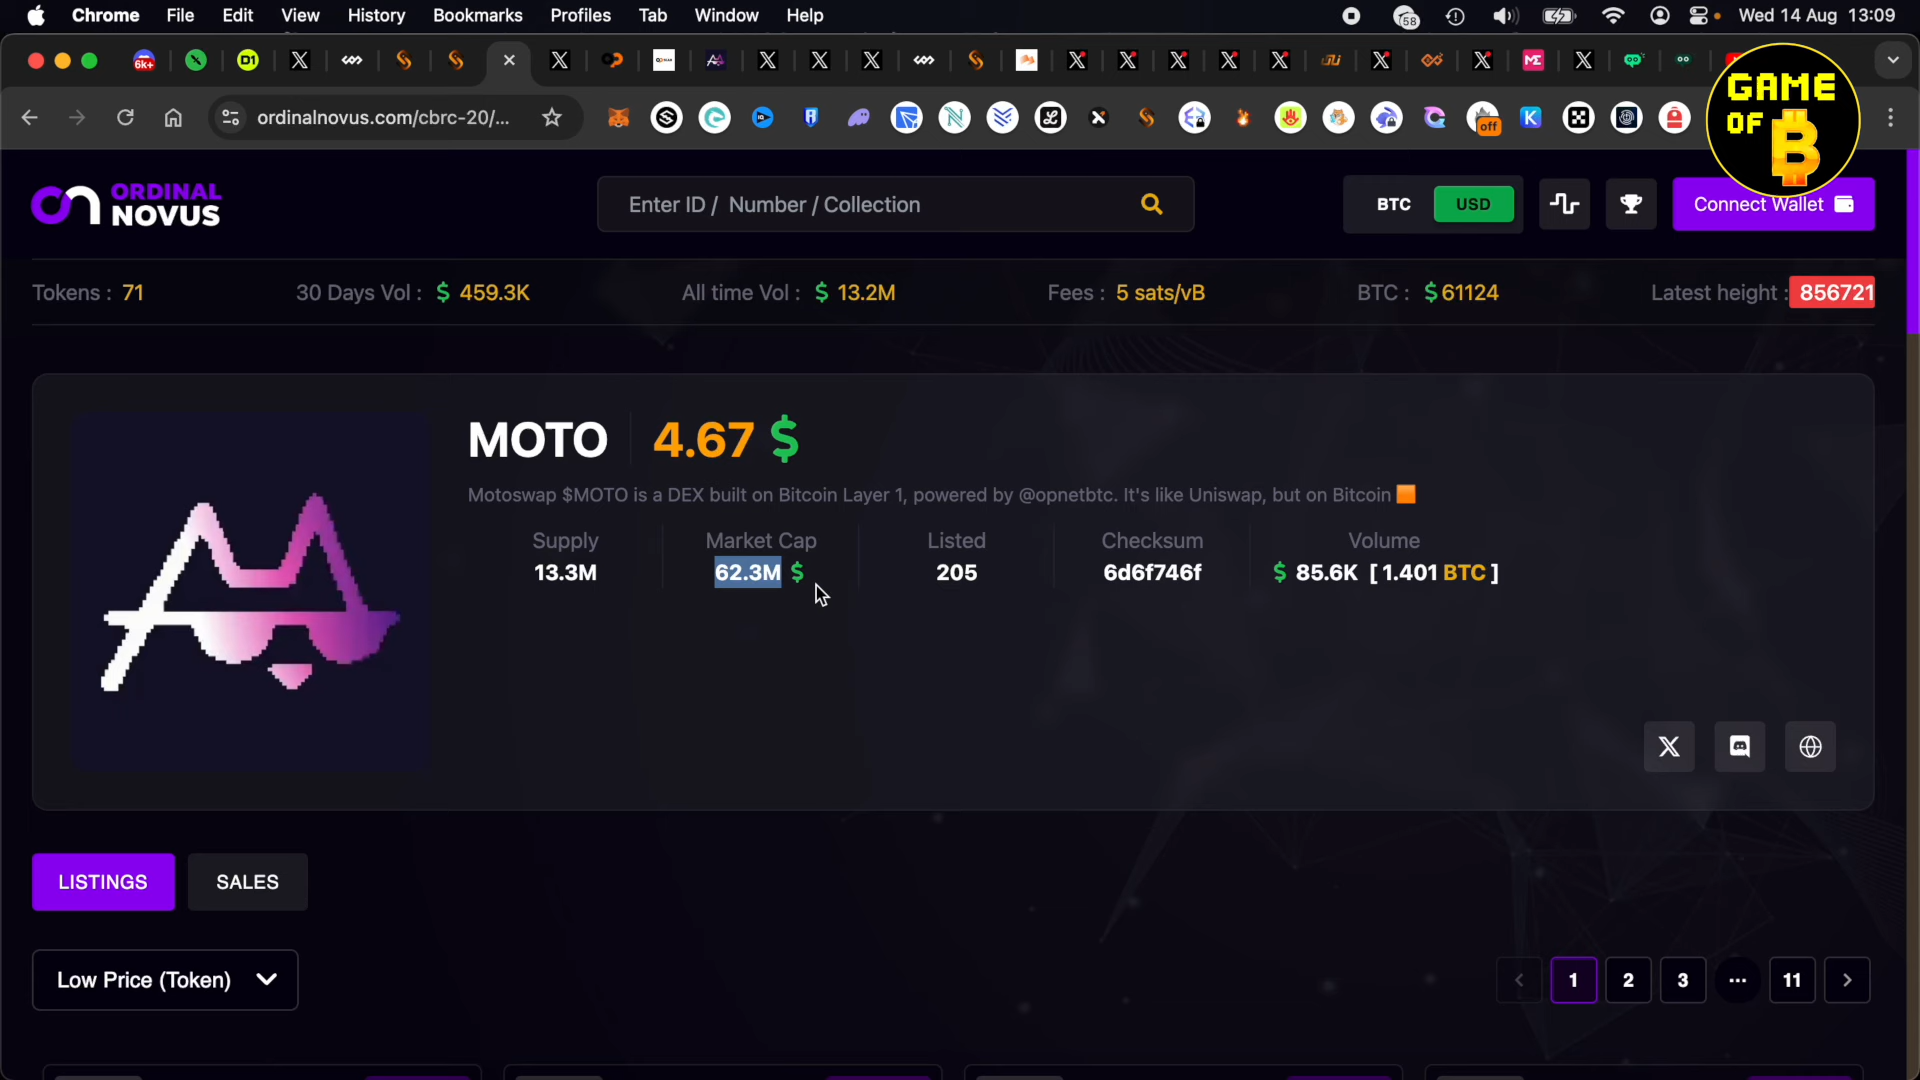 Chrome File Edit View History Bookmarks Profiles Tab Window Help 58 Wed 14 Aug 13:09
6k+ D1
ordinalnovus.com/cbrc-20/... off
GAME
OF B
ORDINAL
NOVUS
Enter ID / Number / Collection
BTC USD Connect Wallet
Tokens : 71 30 Days Vol : $ 459.3K All time Vol : $ 13.2M Fees : 5 sats/vB BTC : $ 61124 Latest height : 856721
MOTO 4.67 $
Motoswap $MOTO is a DEX built on Bitcoin Layer 1, powered by @opnetbtc. It's like Uniswap, but on Bitcoin
Supply Market Cap Listed Checksum Volume
13.3M 62.3M $ 205 6d6f746f $ 85.6K [ 1.401 BTC ]
LISTINGS SALES
Low Price (Token) 1 2 3 ... 11